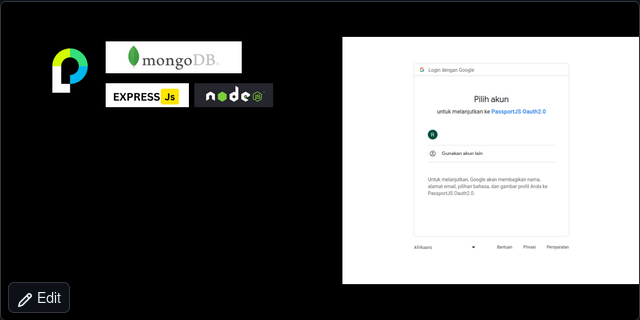 mongoDB
EXPRESS Js
node JS
Login dengan Google
Pilih akun
untuk melanjutkan ke PassportJS Oauth2.0
R
Gunakan akun lain
Untuk melanjutkan, Google akan membagikan nama,
alamat email, pilihan bahasa, dan gambar profil Anda ke
PassportJS Oauth2.0.
Afrikaans
Bantuan
Privasi
Persyaratan
Edit